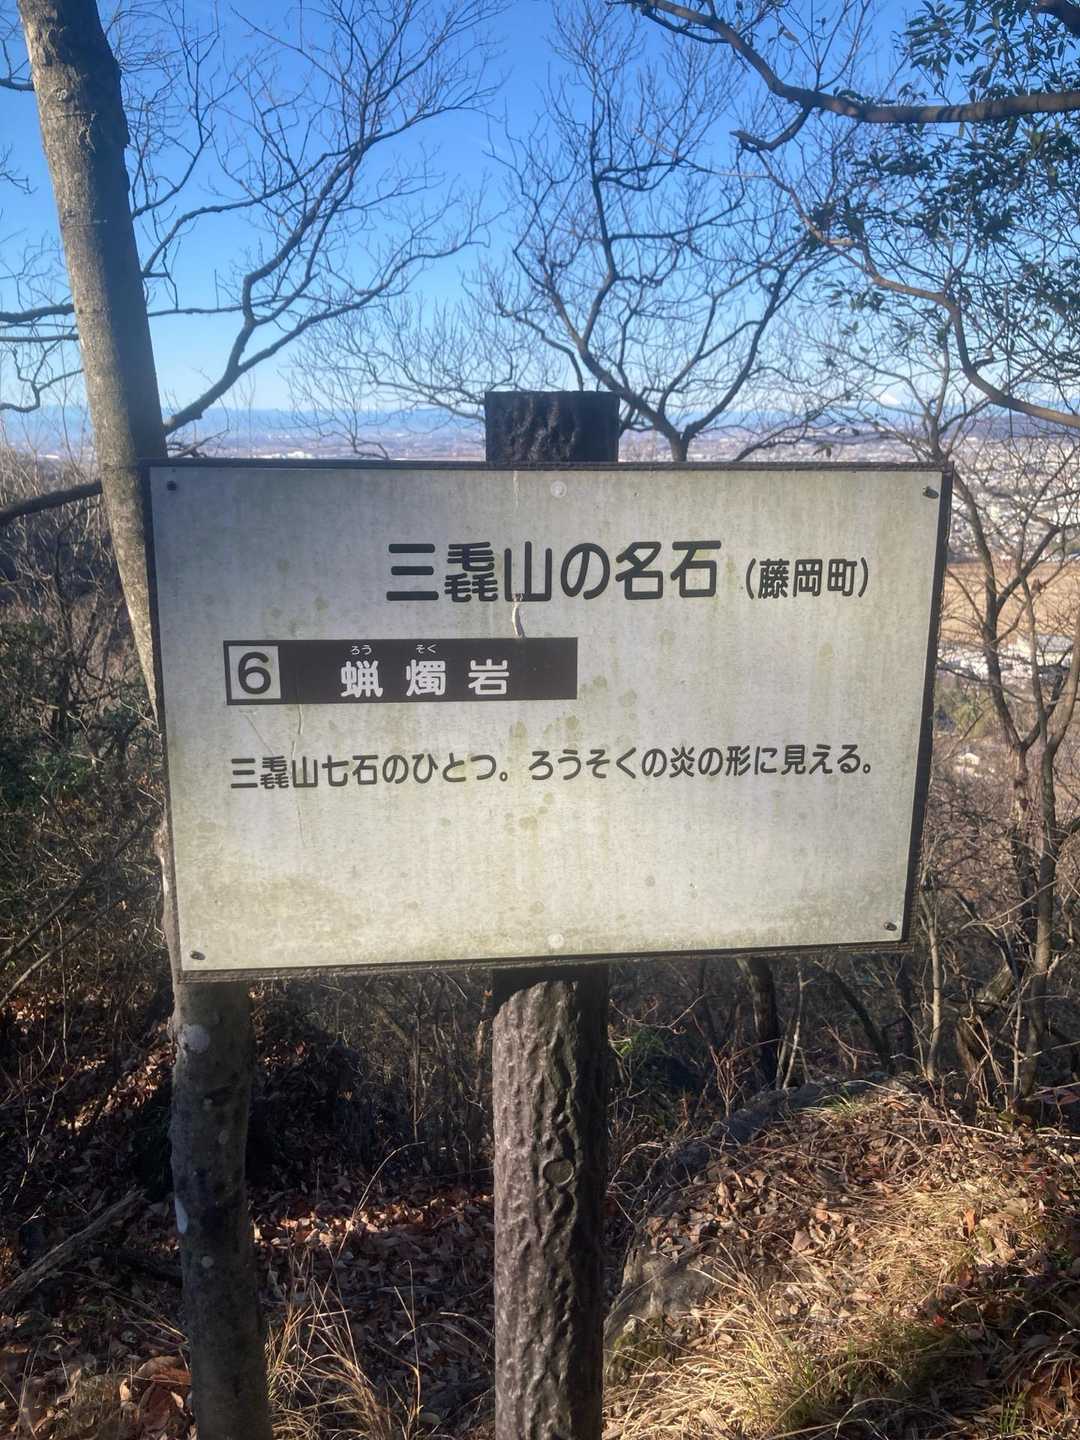 三毳山の名石（藤岡町）
ろう そく
6 蝋燭岩
三毳山七石のひとつ。ろうそくの炎の形に見える。